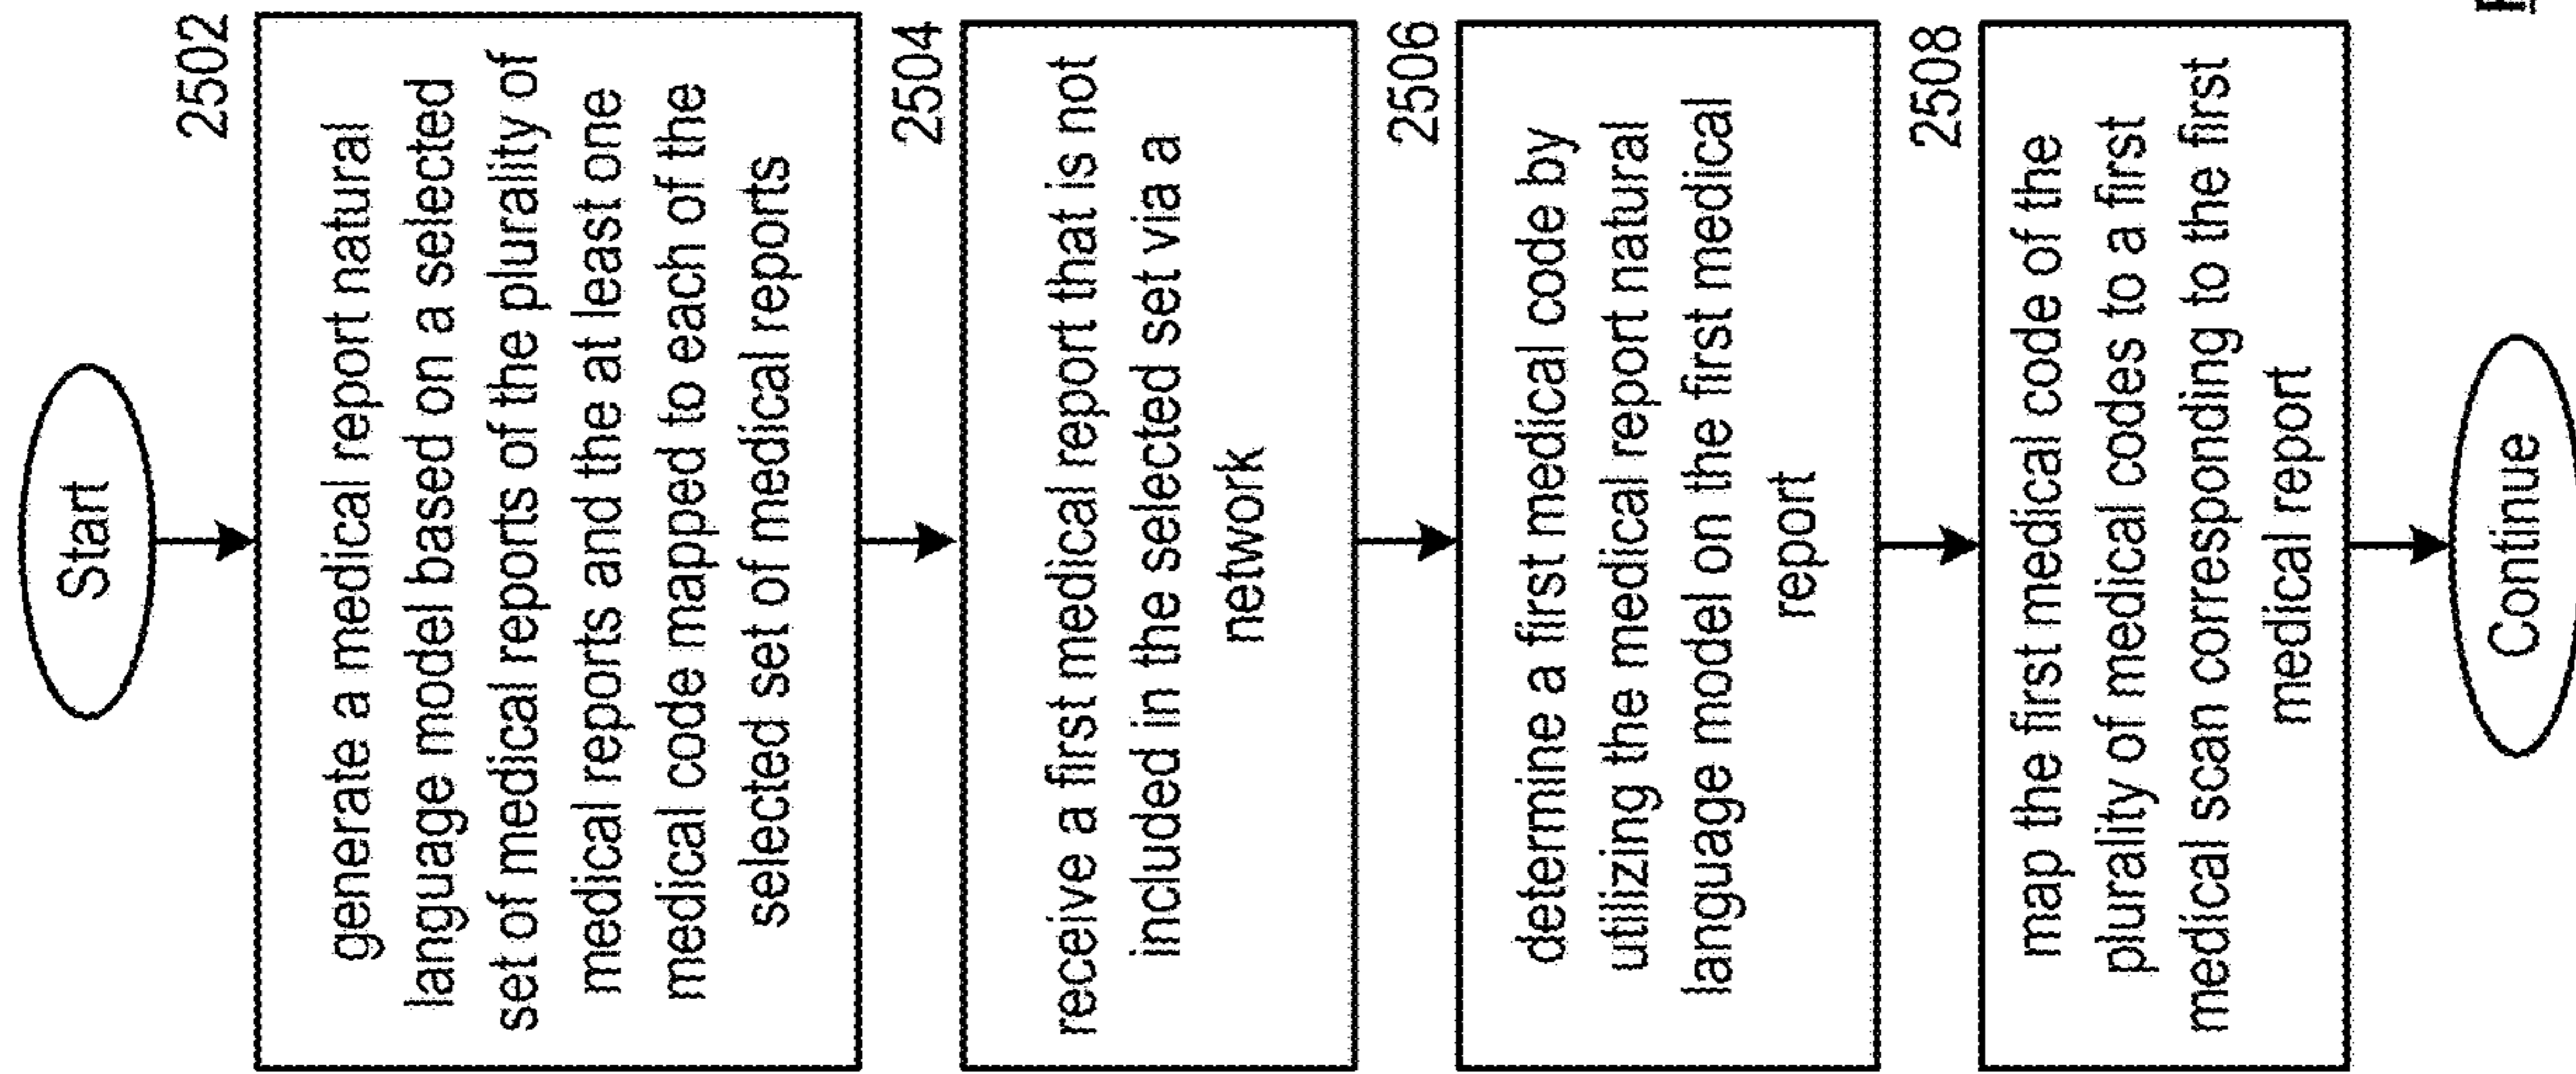 Start
2502
generate a medical report natural
language model based on a selected
set of medical reports of the plurality of
medical reports and the at least one
medical code mapped to each of the
selected set of medical reports
2504
receive a first medical report that is not
included in the selected set via a
network
2506
determine a first medical code by
utilizing the medical report natural
language model on the first medical
report
2508
map the first medical code of the
plurality of medical codes to a first
medical scan corresponding to the first
medical report
Continue